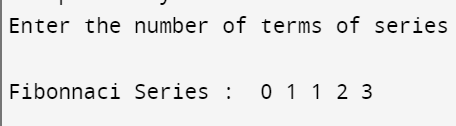 Enter the number of terms of series
Fibonnaci Series :  0 1 1 2 3